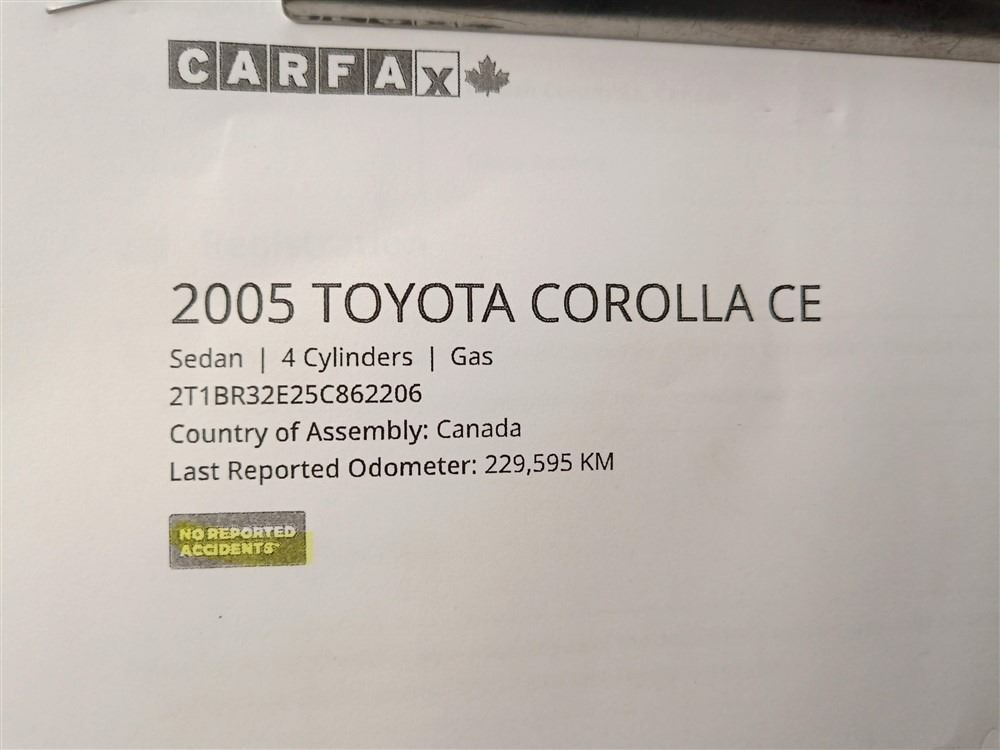 CARFAX
Registration
2005 TOYOTA COROLLA CE
Sedan | 4 Cylinders | Gas
2T1BR32E25C862206
Country of Assembly: Canada
Last Reported Odometer: 229,595 KM
NO REPORTED
ACCIDENTS